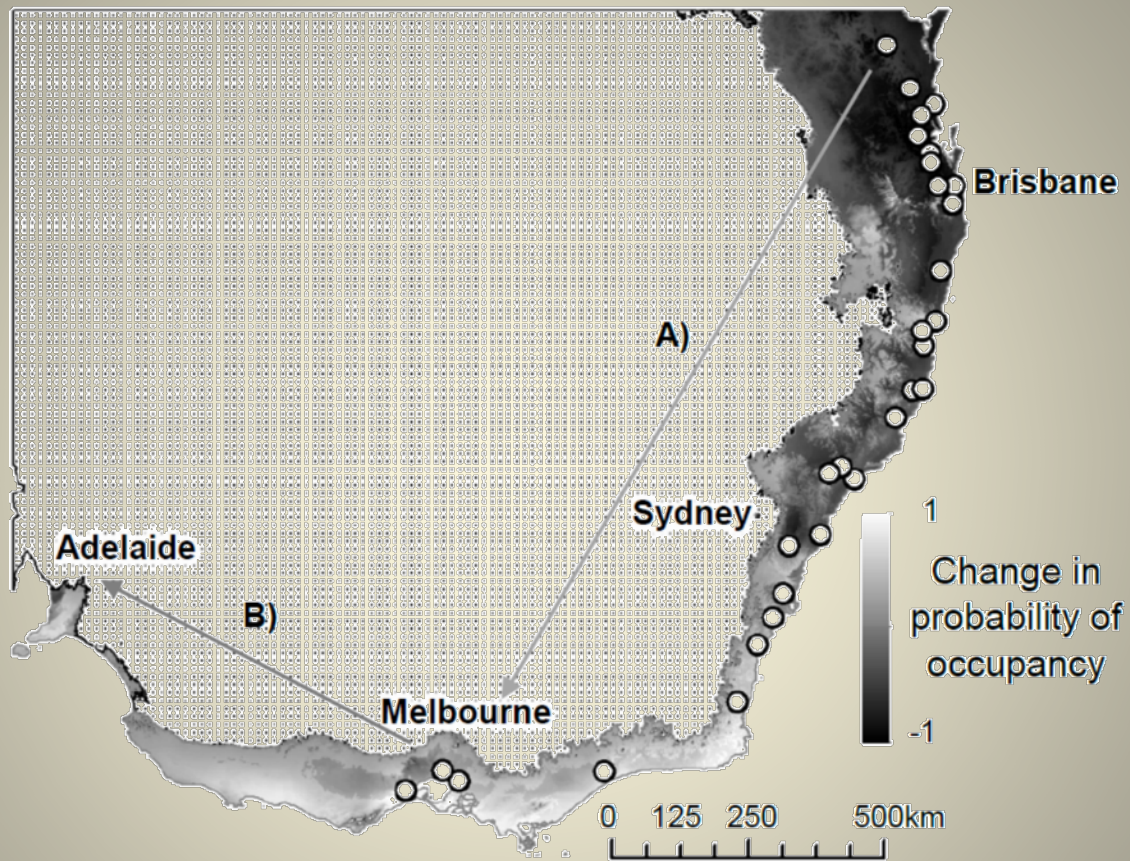 Brisbane
A)
Sydney
1
Adelaide
Change in
probability of
occupancy
B)
Melbourne
-1
0 125 250 500km